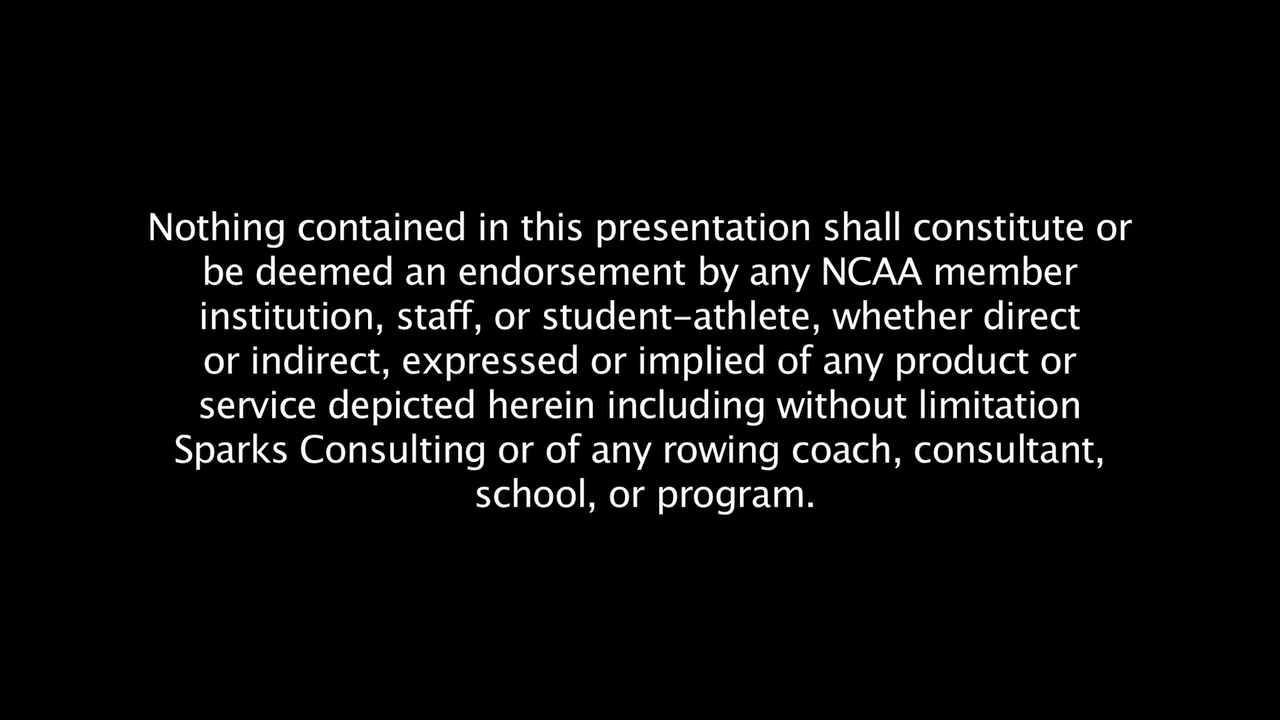 Nothing contained in this presentation shall constitute or
be deemed an endorsement by any NCAA member
institution, staff, or student–athlete, whether direct
or indirect, expressed or implied of any product or
service depicted herein including without limitation
Sparks Consulting or of any rowing coach, consultant,
school, or program.